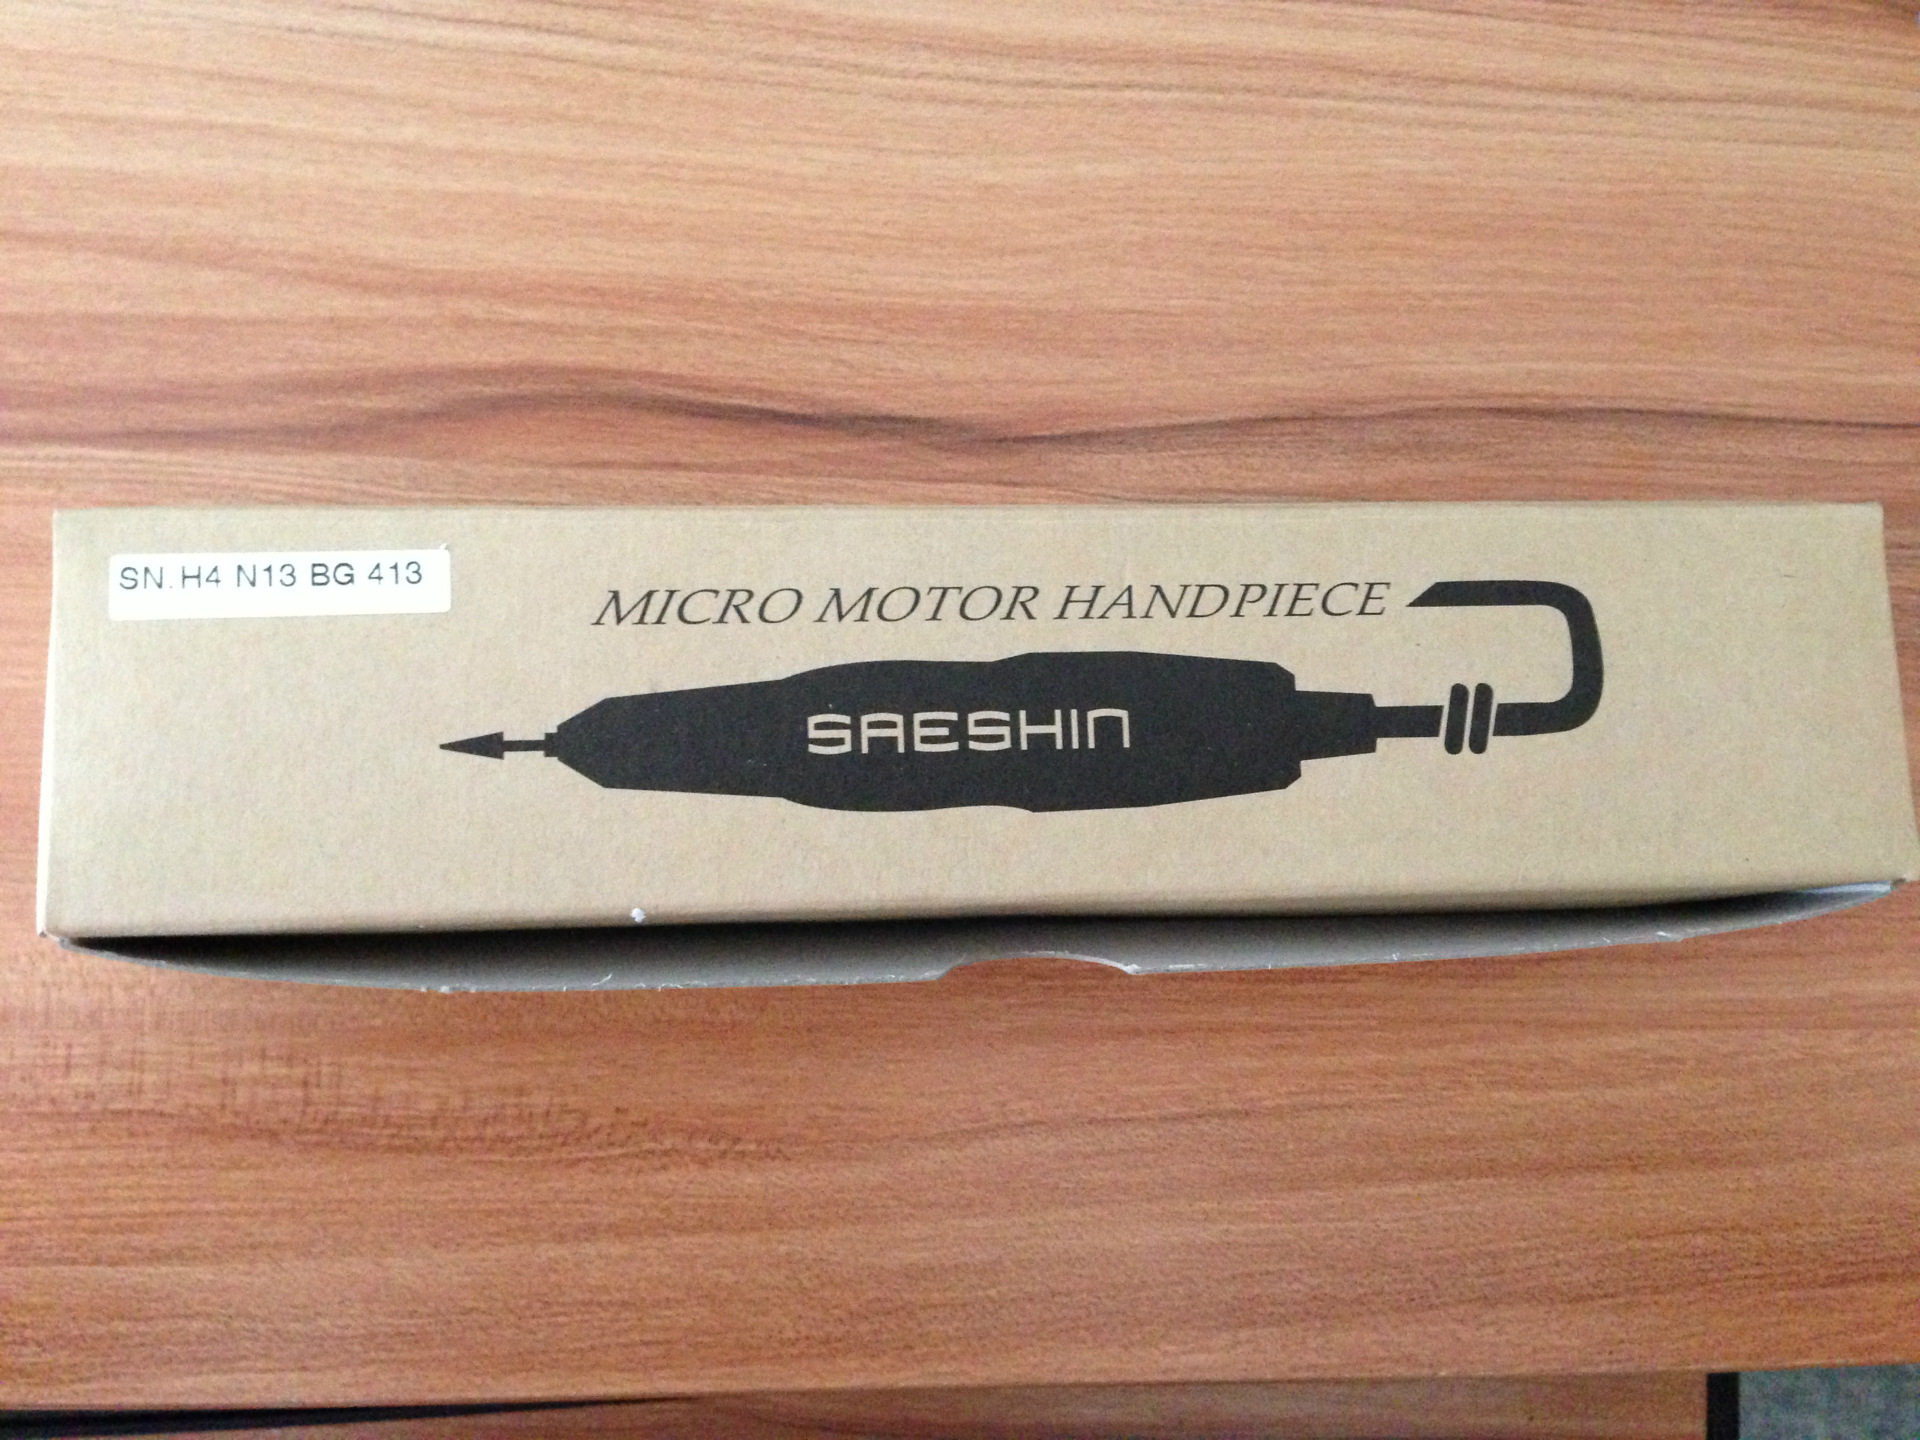 SN. H4 N13 BG 413
MICRO MOTOR HANDPIECE
SAESHIN